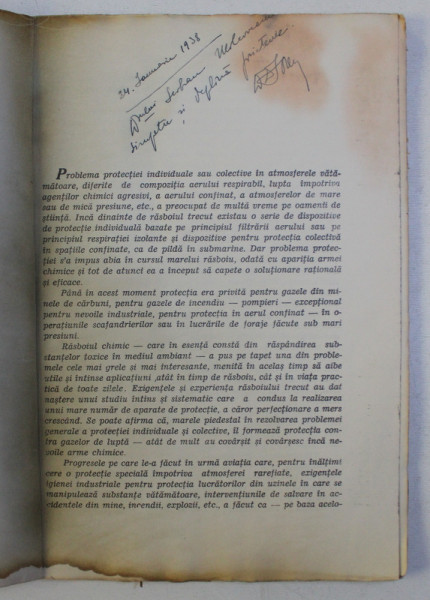 24. Ianuarie 1938
Șerban
simpatie și deplină prietenie.
Problema protecției individuale sau colective în atmosferele vătă-
mătoare, diferite de compoziția aerului respirabil, lupta împotriva
agenților chimici agresivi, a aerului confinat, a atmosferelor de mare
sau de mică presiune, etc., a preocupat de multă vreme pe oamenii de
știință. Incă dinainte de răsboiul trecut existau o serie de dispozitive
de protecție individuală bazate pe principiul filtrării aerului sau pe
principiul respirației izolante și dispozitive pentru protecția colectivă
în spațiile confinate, ca de pildă în submarine. Dar problema protec-
ției s'a impus abia în cursul marelui răsboiu, odată cu apariția armei
chimice și tot de atunci ea a început să capete o soluționare rațională
și eficace.
Până în acest moment protecția era privită pentru gazele din mi-
nele de cărbuni, pentru gazele de incendiu — pompieri — excepțional
pentru nevoile industriale, pentru protecția în aerul confinat — în o-
perațiunile scafandrierilor sau în lucrările de foraje făcute sub mari
presiuni.
Răsboiul chimic — care în esență constă din răspândirea sub-
stanțelor toxice în mediul ambiant — a pus pe tapet una din proble-
mele cele mai grele și mai interesante, menită în acelaș timp să aibe
utile și întinse aplicațiuni atât în timp de răsboiu, cât și în viața prac-
tică de toate zilele. Exigențele și experiența răsboiului trecut au dat
naștere unui studiu întins și sistematic care a condus la realizarea
unui mare număr de aparate de protecție, a căror perfecționare a mers
crescând. Se poate afirma că, marele piedestal în rezolvarea problemei
generale a protecției individuale și colective, îl formează protecția con-
tra gazelor de luptă — atât de mult au covârșit și covârșesc încă ne-
voile arme chimice.
Progresele pe care le-a făcut în urmă aviația care, pentru înălțimi
cere o protecție specială împotriva atmosferei rarefiate, exigențele
igienei industriale pentru protecția lucrătorilor din uzinele în care se
manipulează substanțe vătămătoare, intervențiunile de salvare în ac-
cidentele din mine, incendii, explozii, etc., a făcut ca — pe baza acelo-